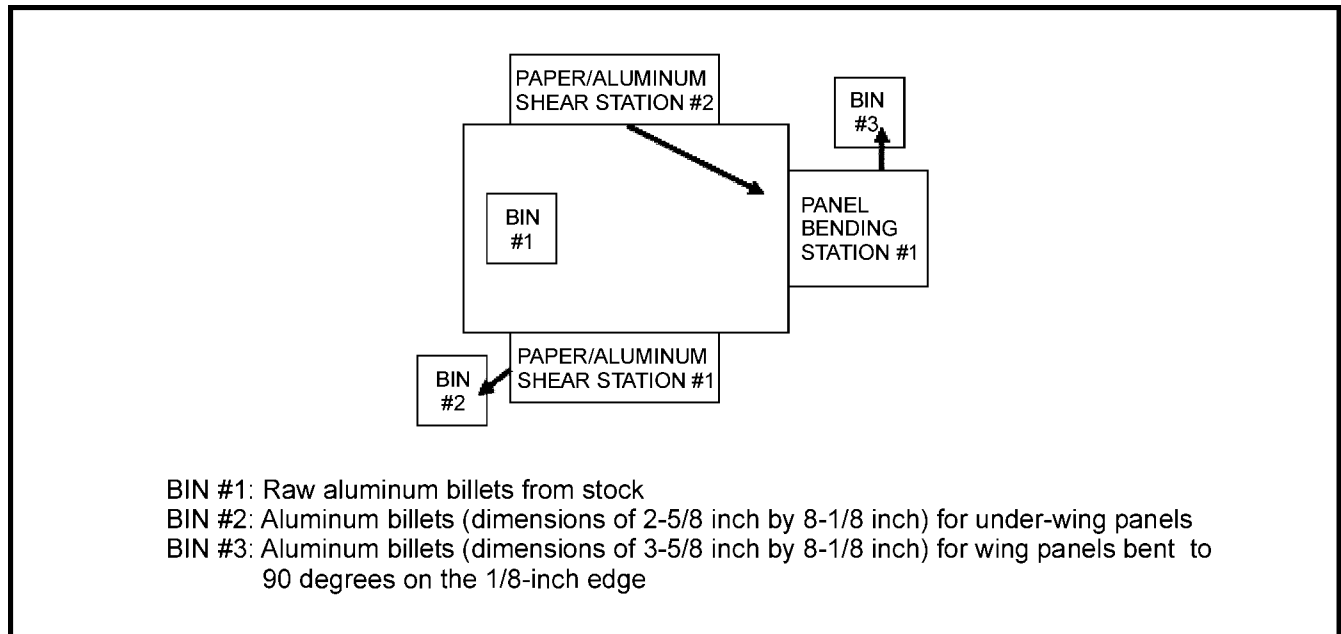 PAPER/ALUMINUM
SHEAR STATION #2
BIN
#3
BIN
#1
PANEL
BENDING
STATION #1
PAPER/ALUMINUM
SHEAR STATION #1
BIN
#2
BIN #1: Raw aluminum billets from stock
BIN #2: Aluminum billets (dimensions of 2-5/8 inch by 8-1/8 inch) for under-wing panels
BIN #3: Aluminum billets (dimensions of 3-5/8 inch by 8-1/8 inch) for wing panels bent to
90 degrees on the 1/8-inch edge